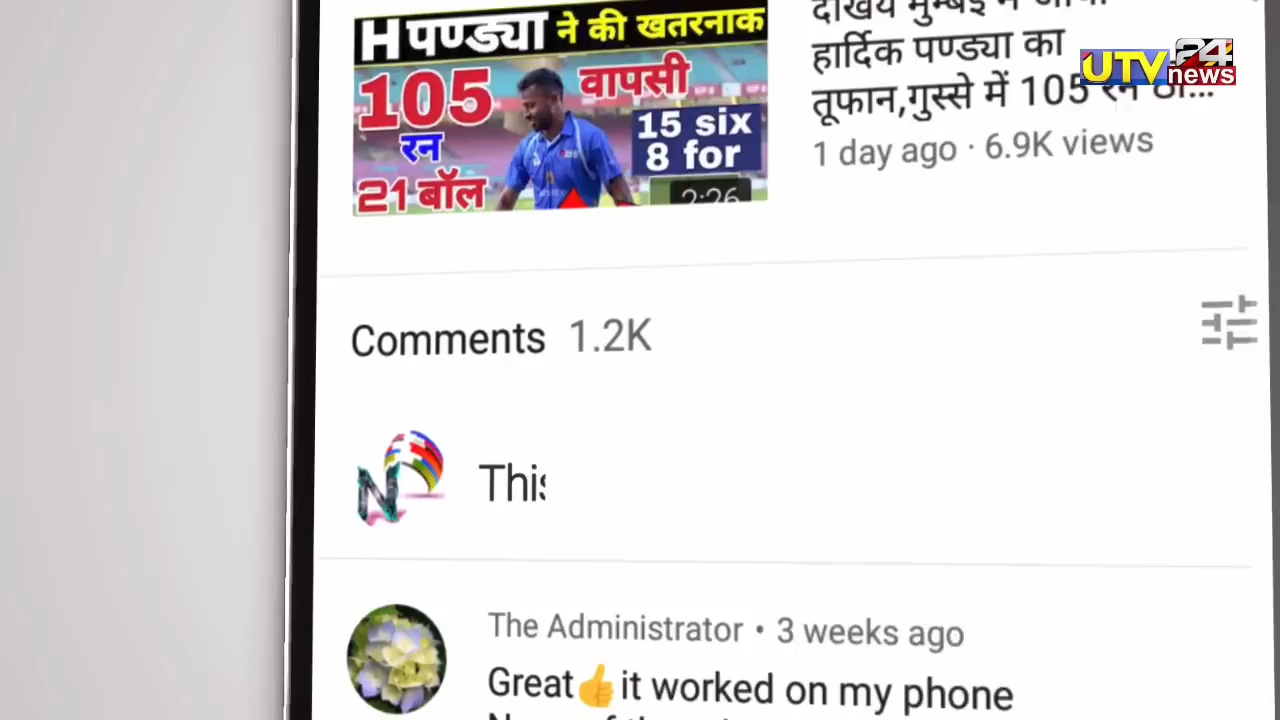 H पण्ड्या ने की खतरनाक
105 वापसी
रन
21 बॉल
15 six
8 for
2:26
हार्दिक पण्ड्या का
तूफान,गुस्से में 105 रन
1 day ago · 6.9K views
UTV 24 news
Comments 1.2K
N
This
The Administrator • 3 weeks ago
Great👍it worked on my phone